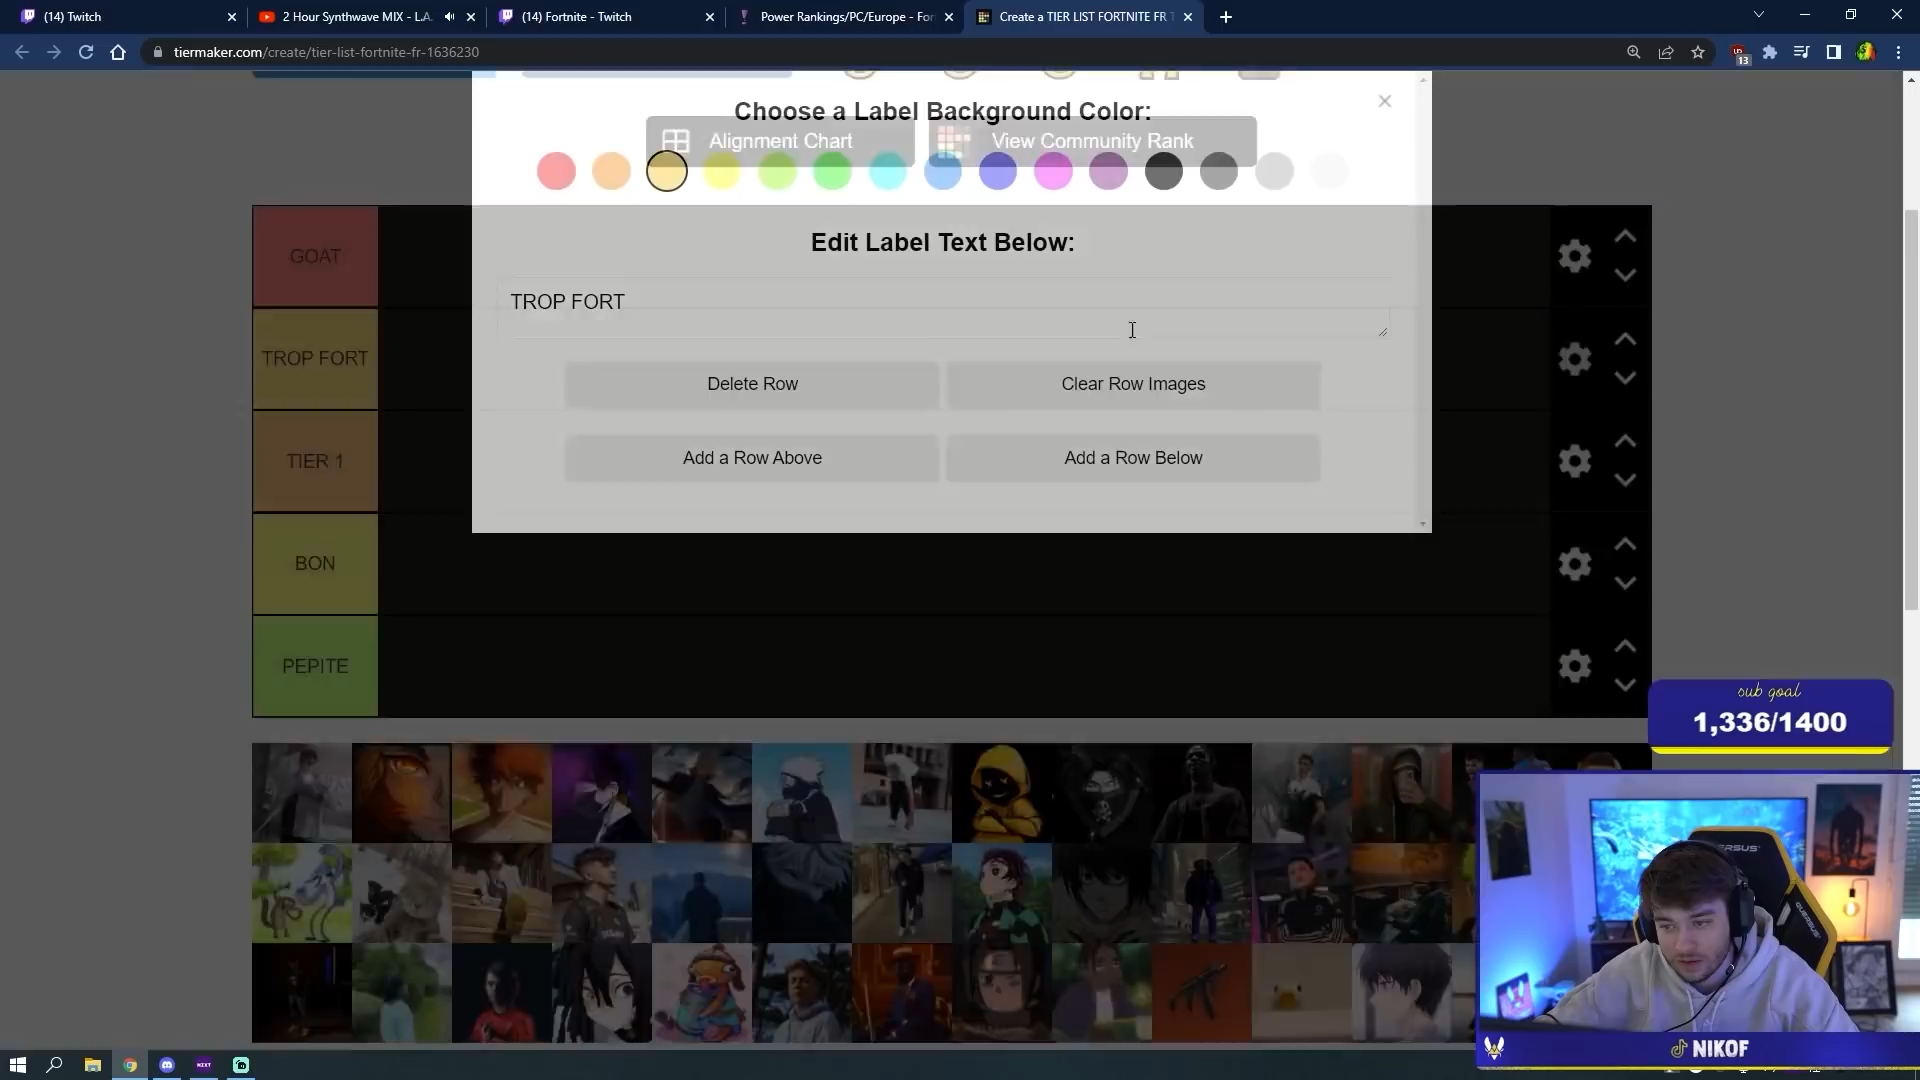 (14) Twitch
2 Hour Synthwave MIX - L.A.
(14) Fortnite - Twitch
Power Rankings/PC/Europe - For
Create a TIER LIST FORTNITE FR T
tiermaker.com/create/tier-list-fortnite-fr-1636230
13
Choose a Label Background Color:
Alignment Chart
View Community Rank
GOAT
Edit Label Text Below:
TROP FORT
TROP FORT
Delete Row
Clear Row Images
TIER 1
Add a Row Above
Add a Row Below
BON
PEPITE
sub goal
1,336/1400
NIKOF